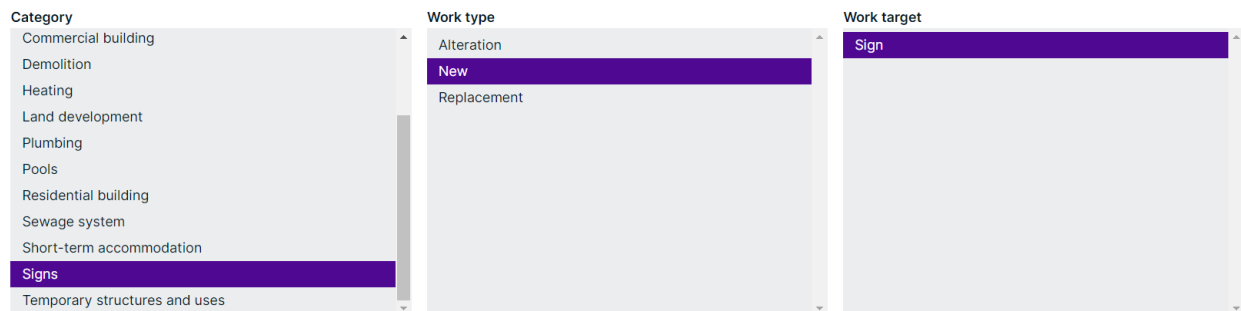 Category
Commercial building
Demolition
Heating
Land development
Plumbing
Pools
Residential building
Sewage system
Short-term accommodation
Signs
Temporary structures and uses
Work type
Alteration
New
Replacement
Work target
Sign